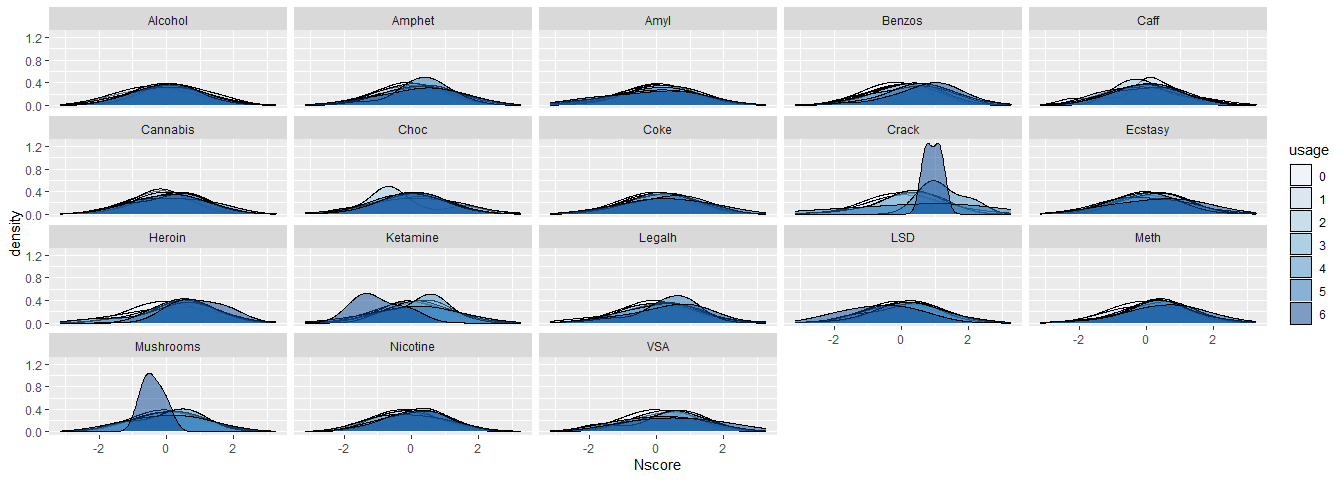 Alcohol Amphet Amyl Benzos Caff
1.2
0.8
0.4
0.0
Cannabis Choc Coke Crack Ecstasy
1.2
0.8
0.4
0.0
density
Heroin Ketamine Legalh LSD Meth
1.2
0.8
0.4
0.0
-2 0 2 -2 0 2
Mushrooms Nicotine VSA
1.2
0.8
0.4
0.0
-2 0 2 -2 0 2 -2 0 2
Nscore
usage
0
1
2
3
4
5
6